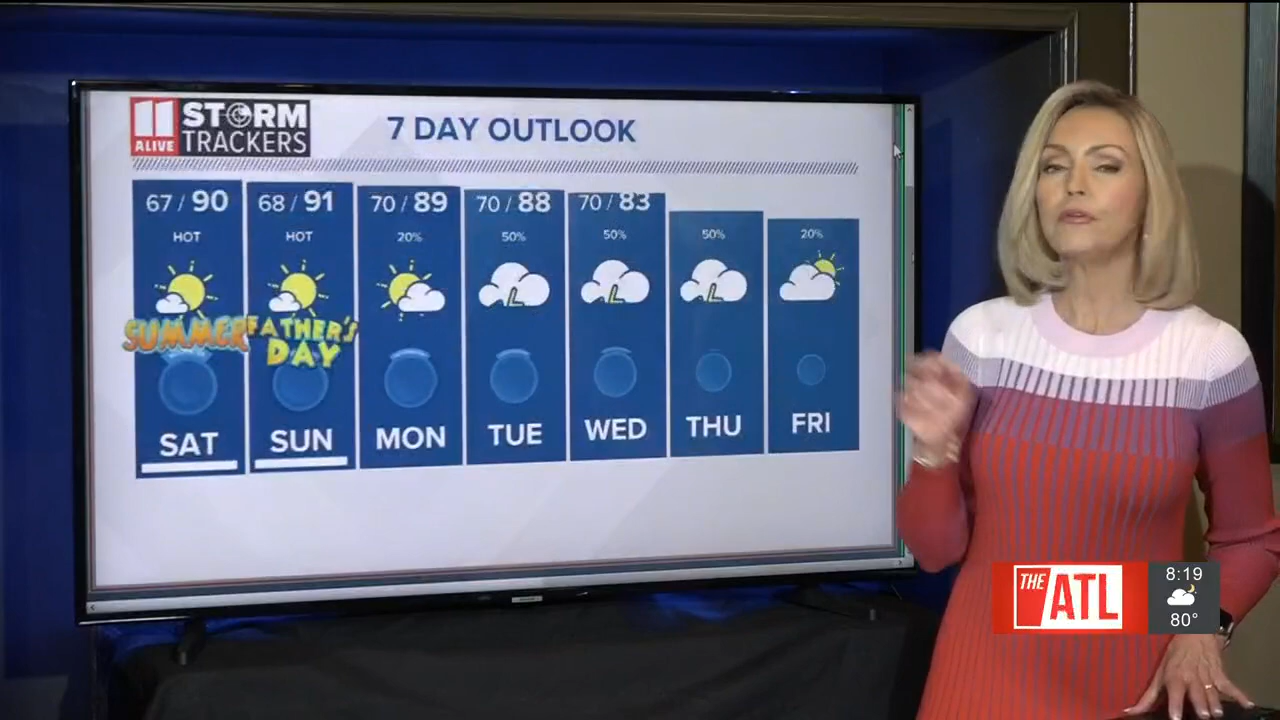 11
ALIVE
STORM
TRACKERS
7 DAY OUTLOOK
67 / 90
68 / 91
70 / 89
70 / 88
70 / 83
HOT
HOT
20%
50%
50%
50%
20%
SUMMER
FATHER'S
DAY
SAT
SUN
MON
TUE
WED
THU
FRI
THE
ATL
8:19
80°